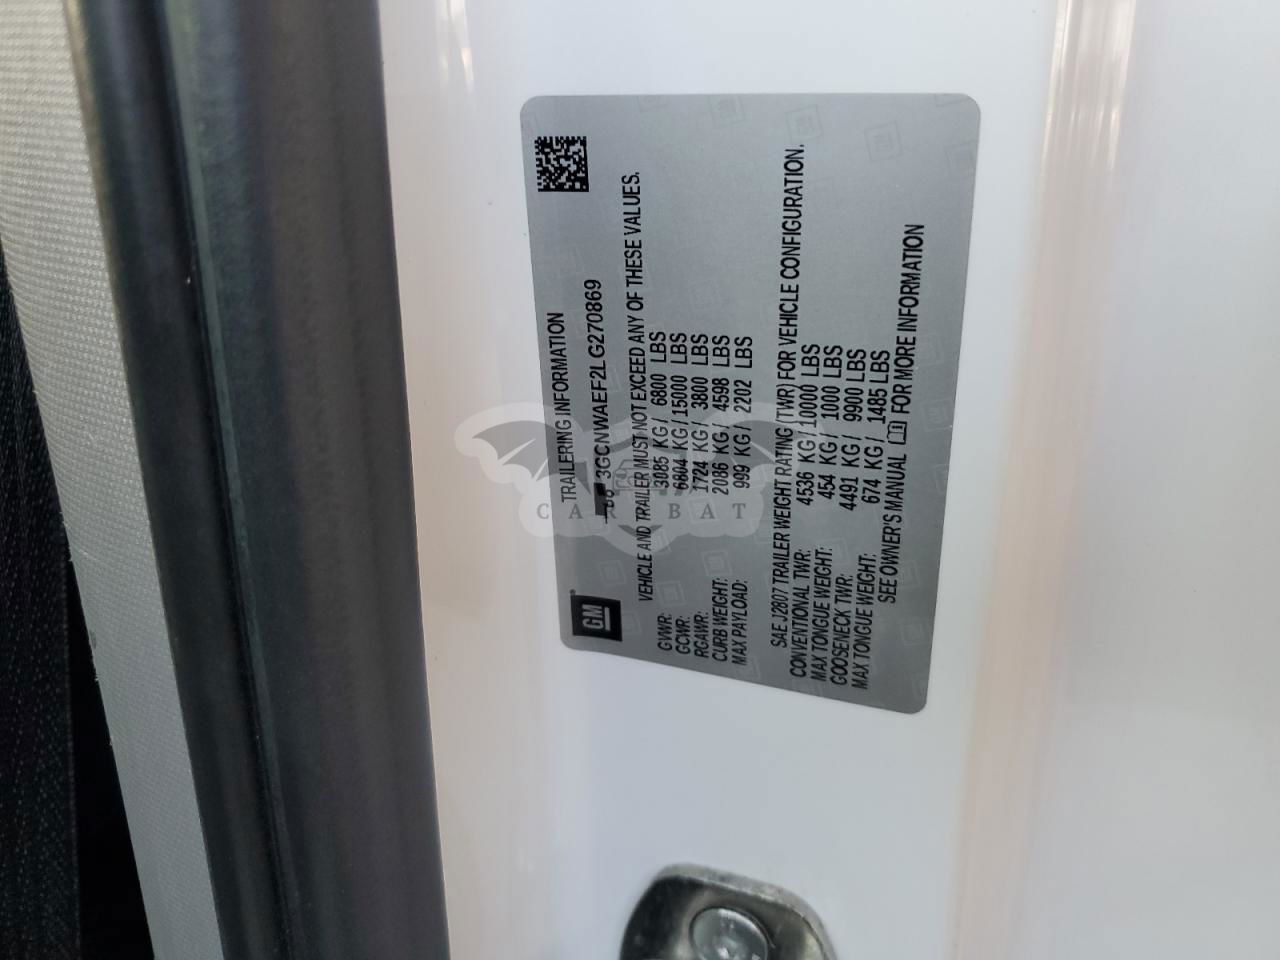 TRAILERING INFORMATION
3GCNWAEF2LG270869
VEHICLE AND TRAILER MUST NOT EXCEED ANY OF THESE VALUES.
GVWR: 3085 KG / 6800 LBS
GCWR: 6804 KG / 15000 LBS
RGAWR: 1724 KG / 3800 LBS
CURB WEIGHT: 2086 KG / 4598 LBS
MAX PAYLOAD: 999 KG / 2202 LBS
SAE J2807 TRAILER WEIGHT RATING (TWR) FOR VEHICLE CONFIGURATION.
CONVENTIONAL TWR: 4536 KG / 10000 LBS
MAX TONGUE WEIGHT: 454 KG / 1000 LBS
GOOSENECK TWR: 4491 KG / 9900 LBS
MAX TONGUE WEIGHT: 674 KG / 1485 LBS
SEE OWNER'S MANUAL FOR MORE INFORMATION
GM®
CAR BAT